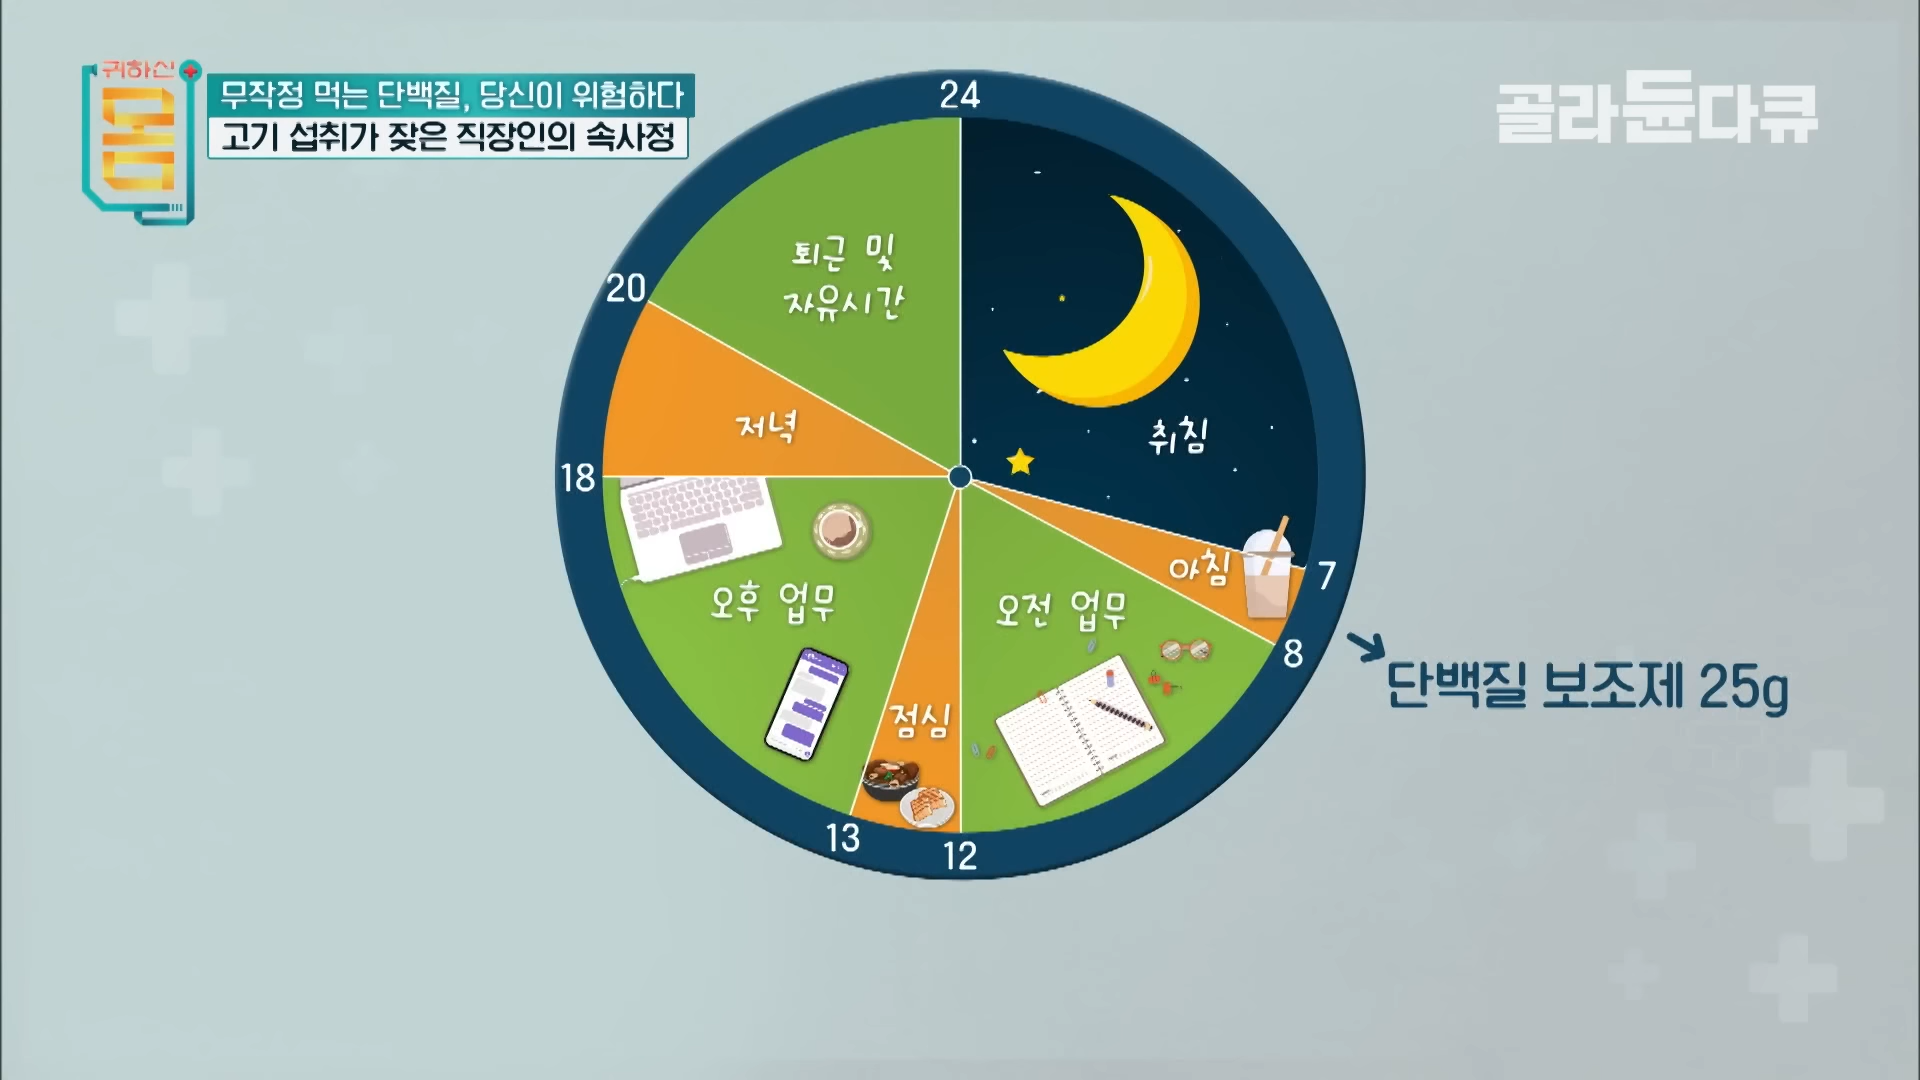 귀하신
몸
무작정 먹는 단백질, 당신이 위험하다
고기 섭취가 잦은 직장인의 속사정
골라듄다큐
24
퇴근 및
자유시간
20
취침
저녁
18
아침
7
오후 업무
오전 업무
8
단백질 보조제 25g
점심
13
12